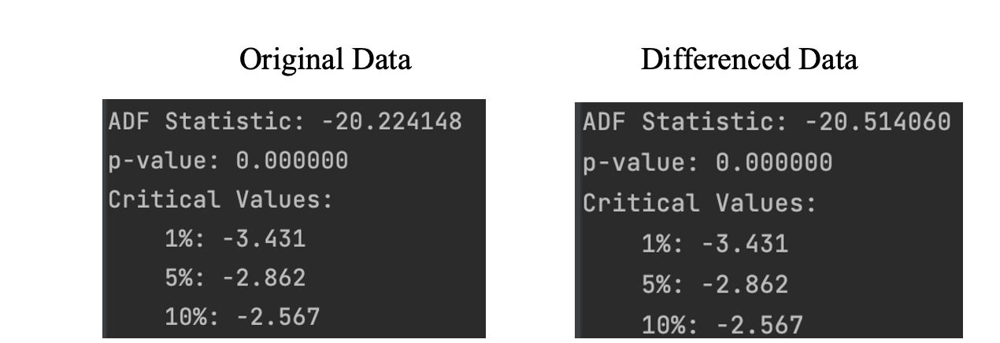 Original Data
ADF Statistic: -20.224148
p-value: 0.000000
Critical Values:
1%: -3.431
5%: -2.862
10%: -2.567
Differenced Data
ADF Statistic: -20.514060
p-value: 0.000000
Critical Values:
1%: -3.431
5%: -2.862
10%: -2.567